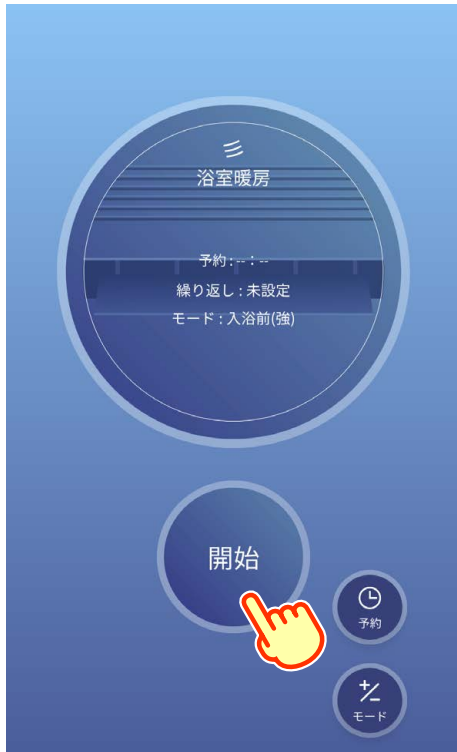 浴室暖房
予約:--:--
繰り返し:未設定
モード:入浴前(強)
開始
予約
モード